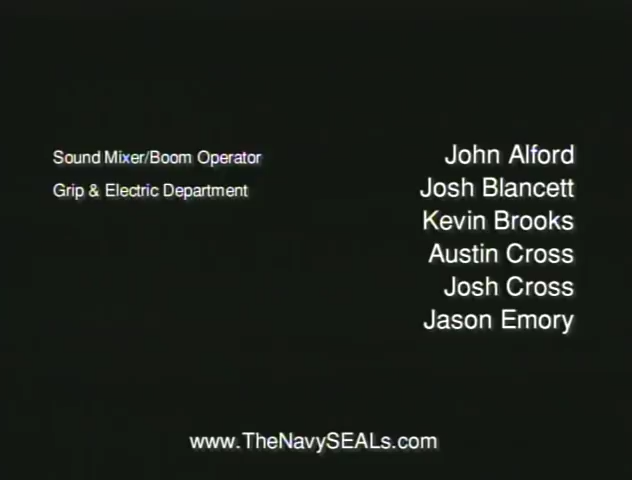 Sound Mixer/Boom Operator John Alford
Grip & Electric Department Josh Blancett
Kevin Brooks
Austin Cross
Josh Cross
Jason Emory
www.TheNavySEALs.com